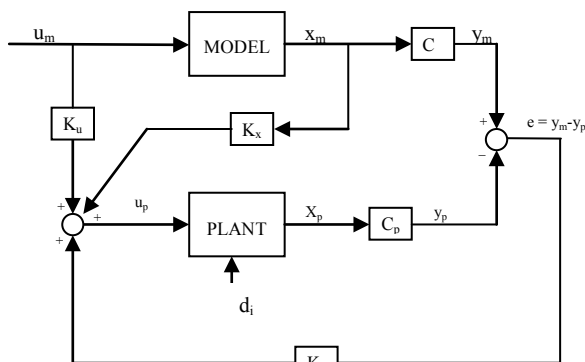 u_m
MODEL
x_m
C
y_m
K_u
K_x
+
e = y_m-y_p
−
+
+
+
u_p
PLANT
X_p
C_p
y_p
d_i